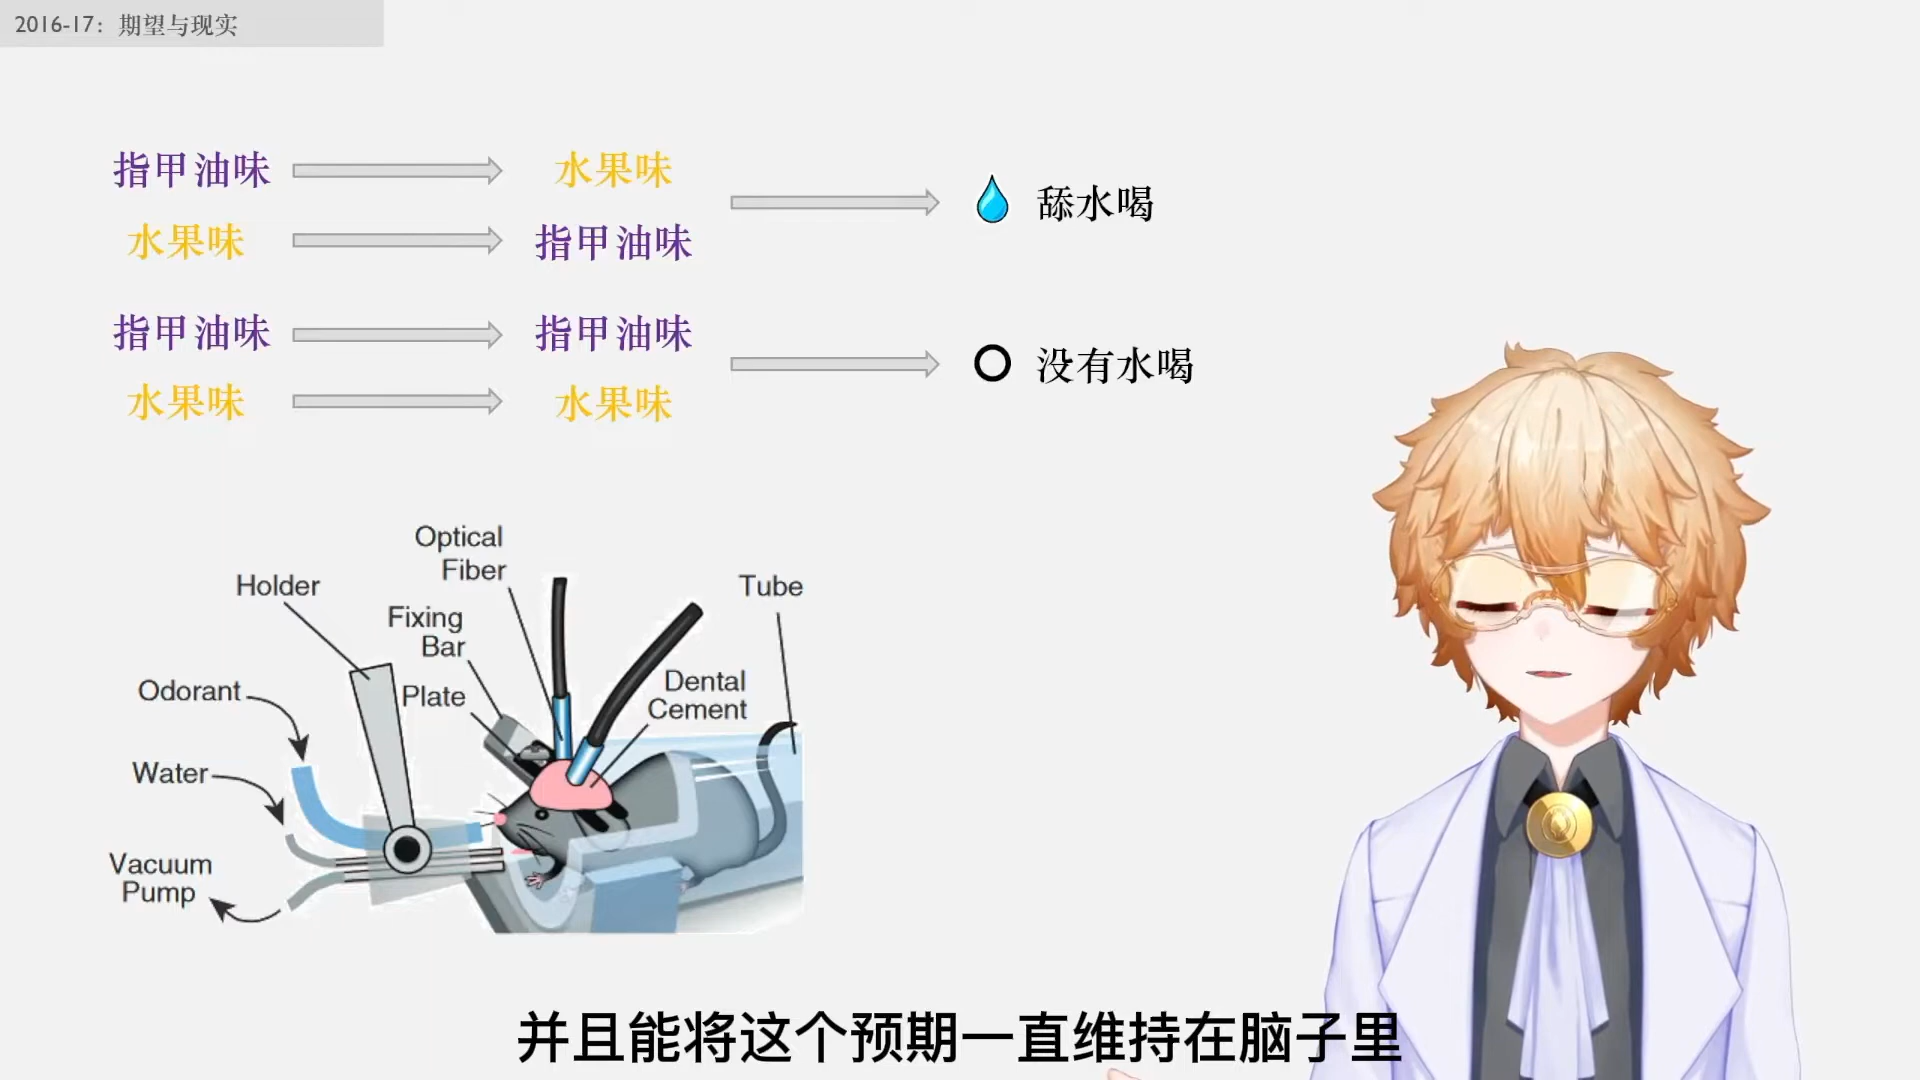 2016-17：期望与现实
指甲油味 水果味
水果味 指甲油味
舔水喝
指甲油味 指甲油味
水果味 水果味
没有水喝
Optical
Fiber
Holder
Tube
Fixing
Bar
Odorant
Plate
Dental
Cement
Water
Vacuum
Pump
并且能将这个预期一直维持在脑子里